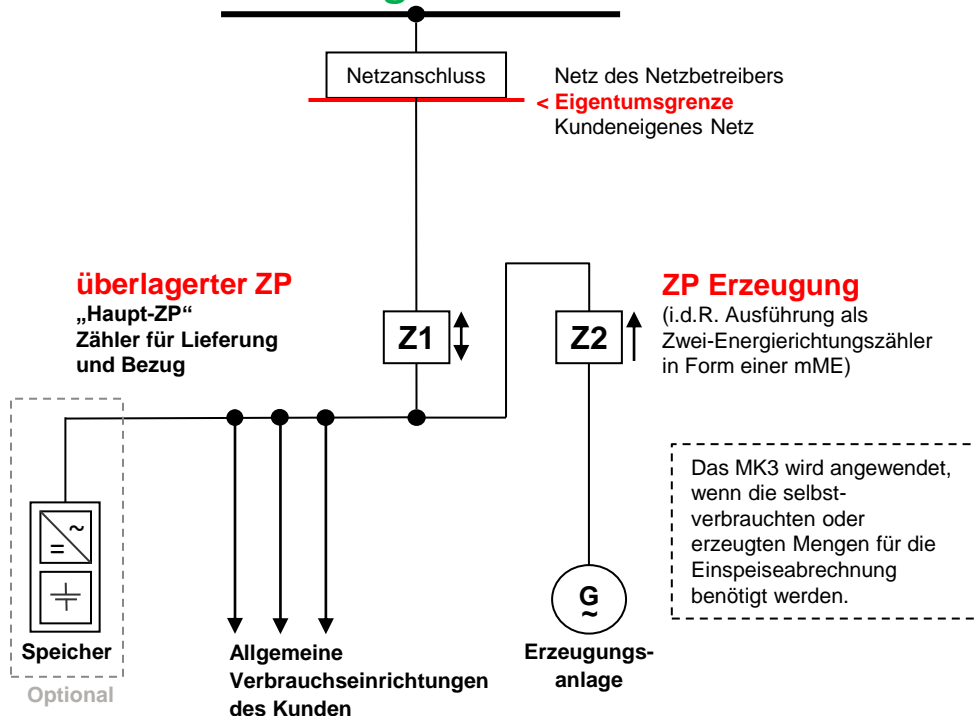 g
Netzanschluss
Netz des Netzbetreibers
< Eigentumsgrenze
Kundeneigenes Netz
überlagerter ZP
„Haupt-ZP“
Zähler für Lieferung
und Bezug
Z1
Z2
ZP Erzeugung
(i.d.R. Ausführung als
Zwei-Energierichtungszähler
in Form einer mME)
Das MK3 wird angewendet,
wenn die selbst-
verbrauchten oder
erzeugten Mengen für die
Einspeiseabrechnung
benötigt werden.
~
=
G
~
Speicher
Optional
Allgemeine
Verbrauchseinrichtungen
des Kunden
Erzeugungs-
anlage